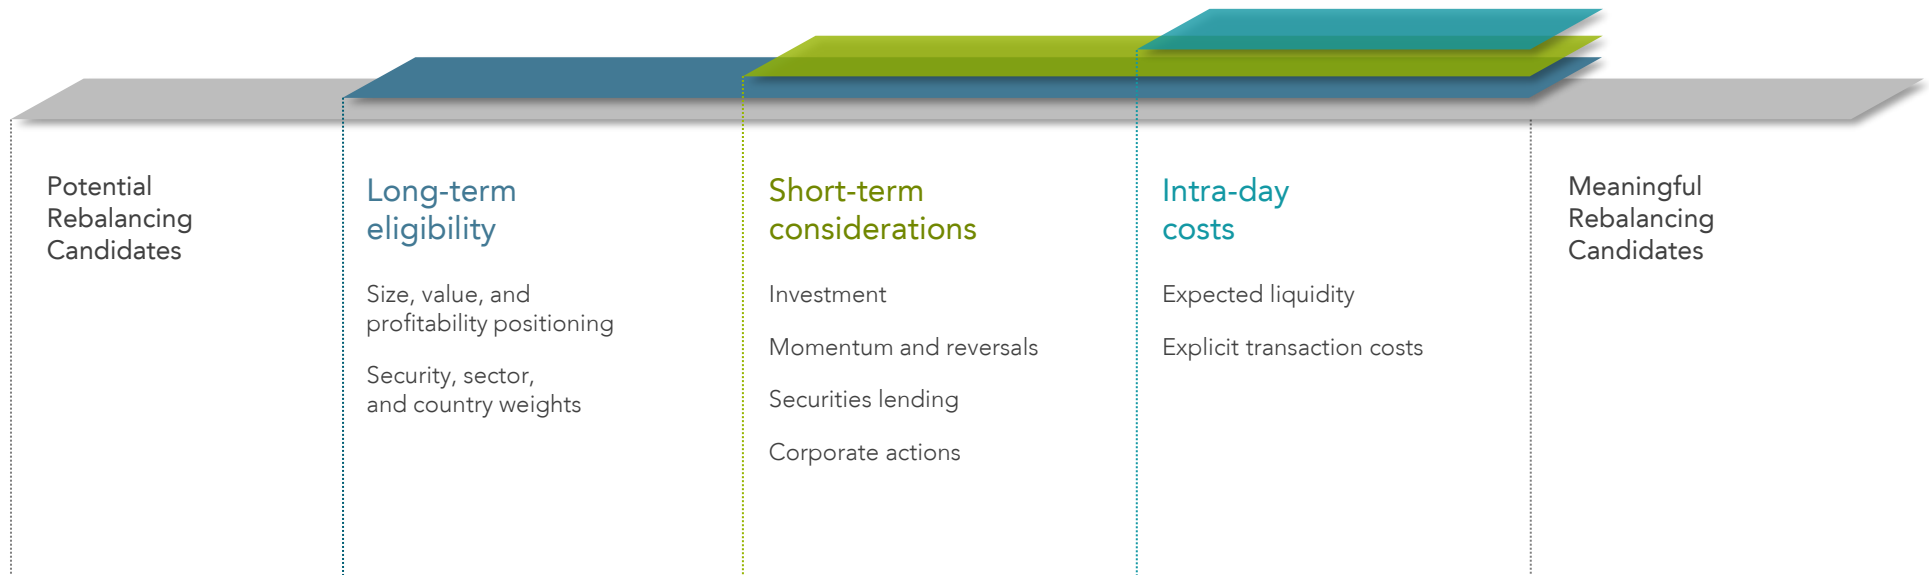 Potential
Rebalancing
Candidates
Long-term
eligibility
Size, value, and
profitability positioning
Security, sector,
and country weights
Short-term
considerations
Investment
Momentum and reversals
Securities lending
Corporate actions
Intra-day
costs
Expected liquidity
Explicit transaction costs
Meaningful
Rebalancing
Candidates